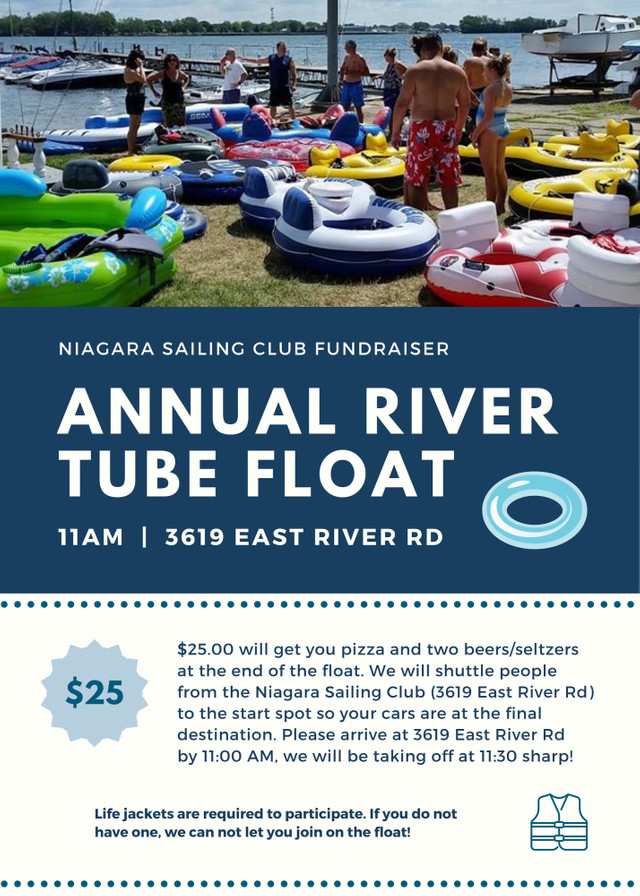 NIAGARA SAILING CLUB FUNDRAISER
ANNUAL RIVER
TUBE FLOAT
11AM | 3619 EAST RIVER RD
$25
$25.00 will get you pizza and two beers/seltzers
at the end of the float. We will shuttle people
from the Niagara Sailing Club (3619 East River Rd)
to the start spot so your cars are at the final
destination. Please arrive at 3619 East River Rd
by 11:00 AM, we will be taking off at 11:30 sharp!
Life jackets are required to participate. If you do not
have one, we can not let you join on the float!